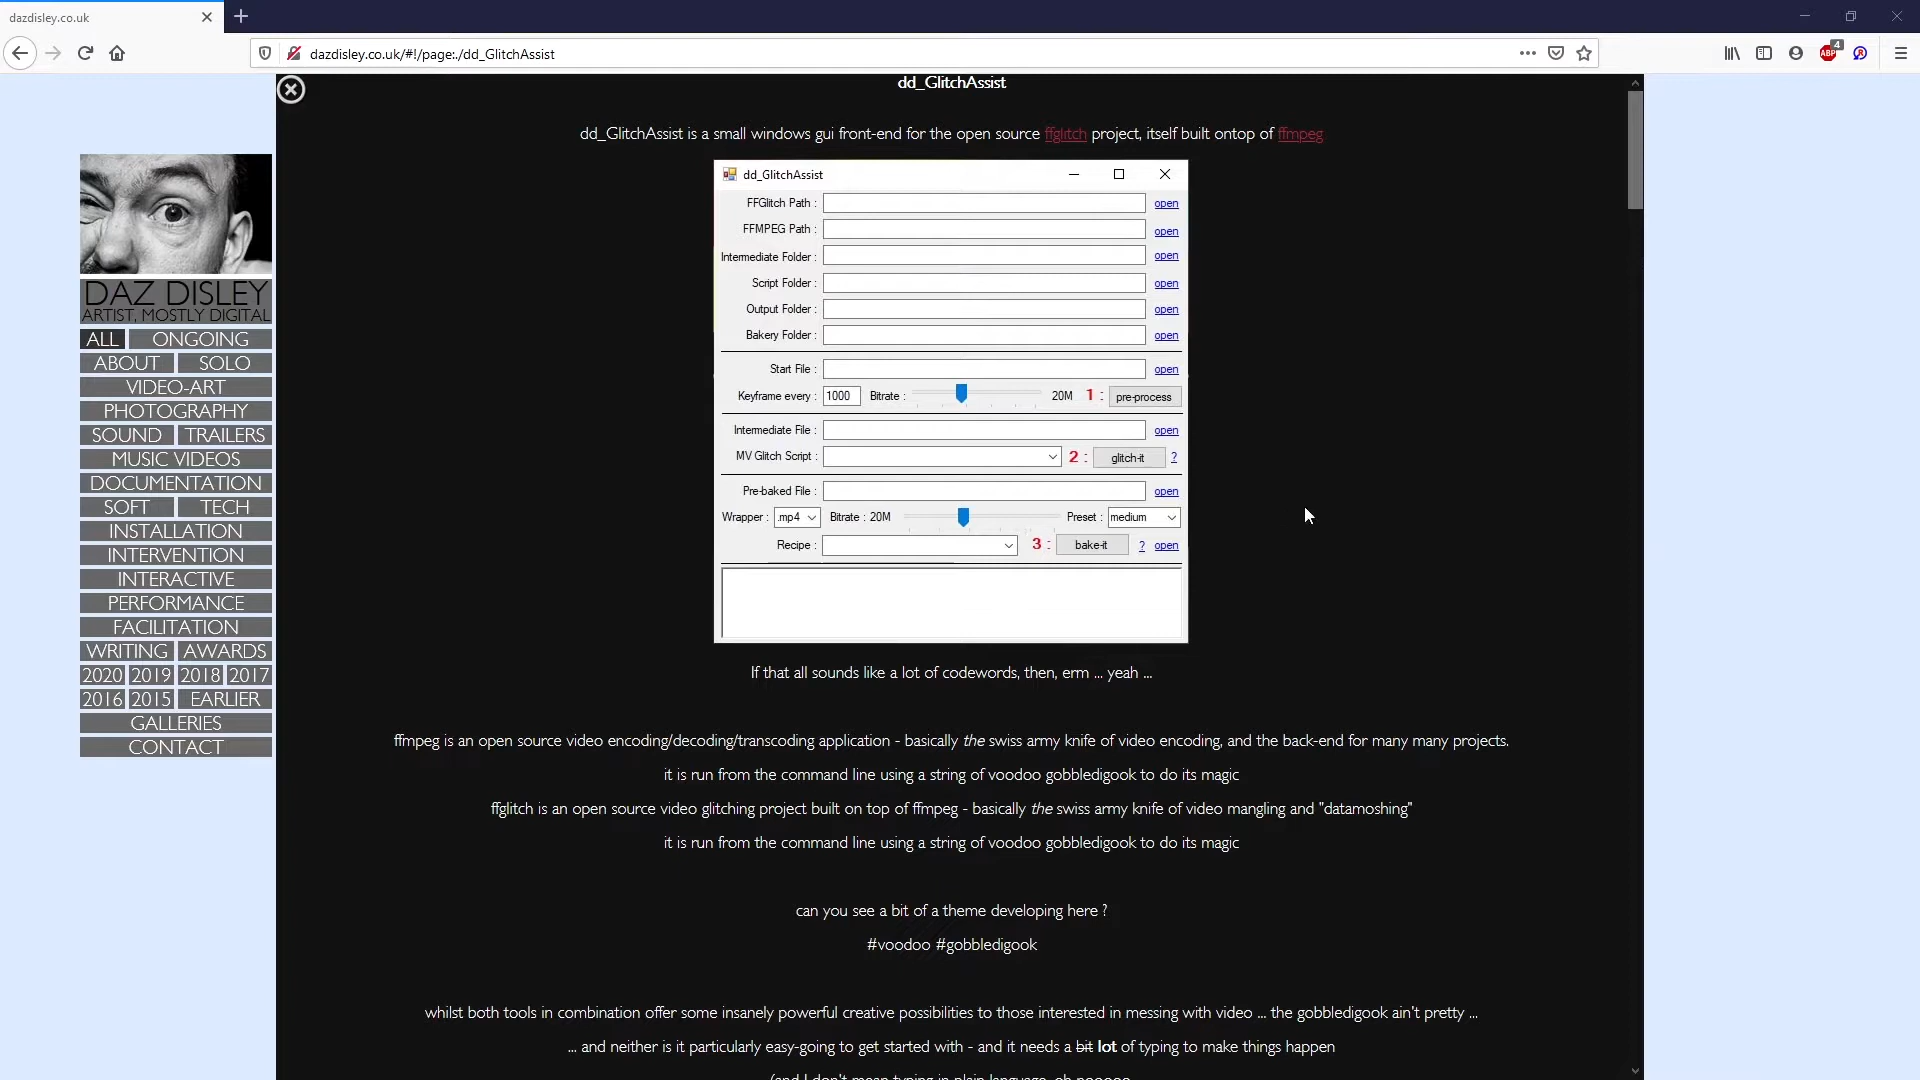 dazdisley.co.uk
dazdisley.co.uk/#!/page:./dd_GlitchAssist
ABP
4
dd_GlitchAssist
dd_GlitchAssist is a small windows gui front-end for the open source ffglitch project, itself built ontop of ffmpeg
dd_GlitchAssist
FFGlitch Path : open
FFMPEG Path : open
Intermediate Folder : open
Script Folder : open
Output Folder : open
Bakery Folder : open
Start File : open
Keyframe every : 1000 Bitrate : 20M 1 : pre-process
Intermediate File : open
MV Glitch Script : 2 : glitch-it ?
Pre-baked File : open
Wrapper : .mp4 Bitrate : 20M Preset : medium
Recipe : 3 : bake-it ? open
DAZ DISLEY
ARTIST, MOSTLY DIGITAL
ALL ONGOING
ABOUT SOLO
VIDEO-ART
PHOTOGRAPHY
SOUND TRAILERS
MUSIC VIDEOS
DOCUMENTATION
SOFT TECH
INSTALLATION
INTERVENTION
INTERACTIVE
PERFORMANCE
FACILITATION
WRITING AWARDS
2020 2019 2018 2017
2016 2015 EARLIER
GALLERIES
CONTACT
If that all sounds like a lot of codewords, then, erm ... yeah ...
ffmpeg is an open source video encoding/decoding/transcoding application - basically the swiss army knife of video encoding, and the back-end for many many projects.
it is run from the command line using a string of voodoo gobbledigook to do its magic
ffglitch is an open source video glitching project built on top of ffmpeg - basically the swiss army knife of video mangling and "datamoshing"
it is run from the command line using a string of voodoo gobbledigook to do its magic
can you see a bit of a theme developing here ?
#voodoo #gobbledigook
whilst both tools in combination offer some insanely powerful creative possibilities to those interested in messing with video ... the gobbledigook ain't pretty ...
... and neither is it particularly easy-going to get started with - and it needs a bit lot of typing to make things happen
(and I don't mean typing in plain language, oh nooooo